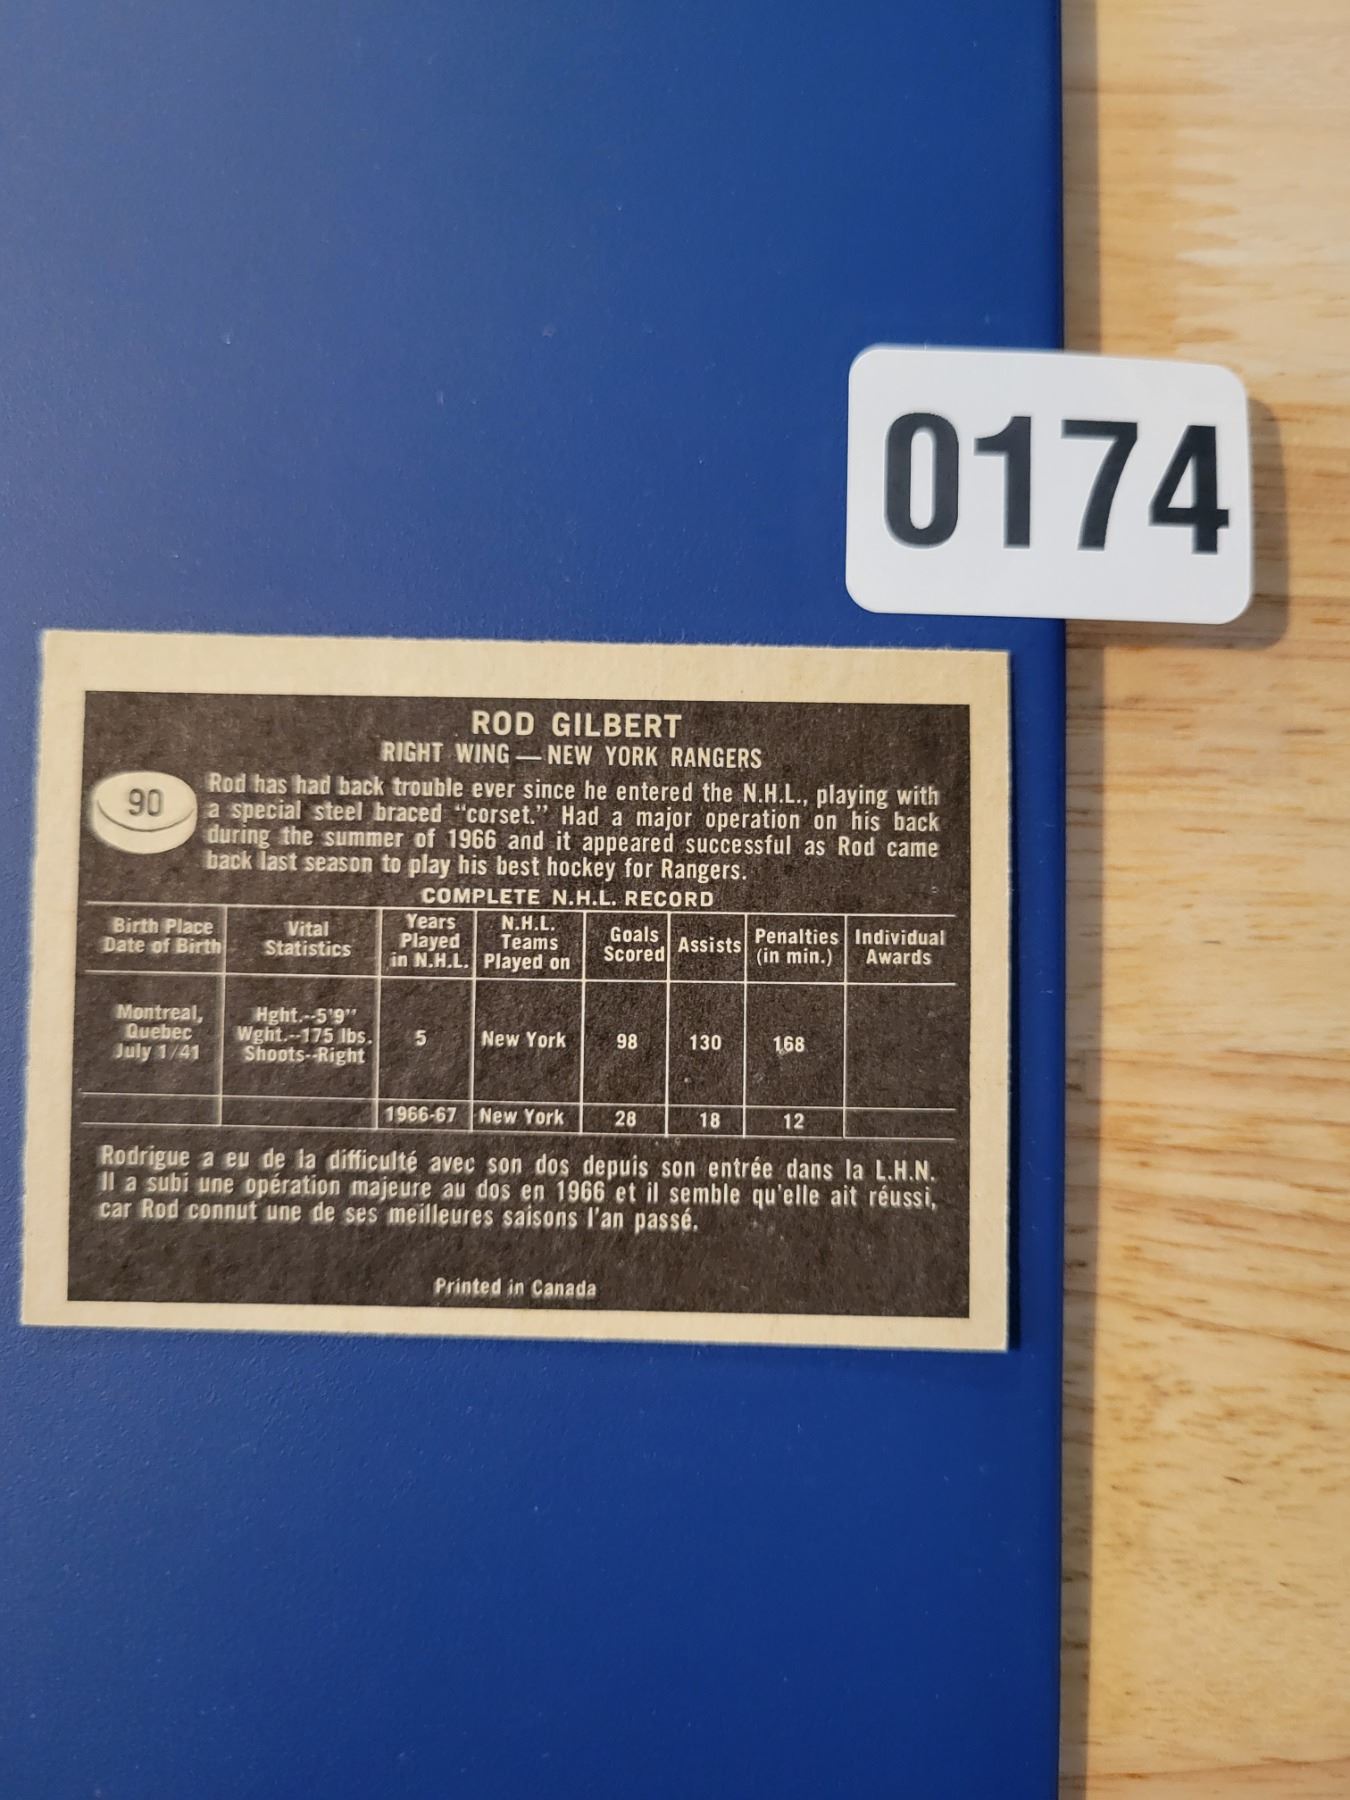 0174
ROD GILBERT
RIGHT WING — NEW YORK RANGERS
90
Rod has had back trouble ever since he entered the N.H.L., playing with
a special steel braced "corset." Had a major operation on his back
during the summer of 1966 and it appeared successful as Rod came
back last season to play his best hockey for Rangers.
COMPLETE N.H.L. RECORD
Birth Place
Date of Birth
Vital
Statistics
Years
Played
in N.H.L.
N.H.L.
Teams
Played on
Goals
Scored
Assists
Penalties
(in min.)
Individual
Awards
Montreal,
Quebec
July 1/41
Hght.--5'9"
Wght.--175 lbs.
Shoots--Right
5
New York
98
130
168
1966-67
New York
28
18
12
Rodrigue a eu de la difficulté avec son dos depuis son entrée dans la L.H.N.
Il a subi une opération majeure au dos en 1966 et il semble qu'elle ait réussi,
car Rod connut une de ses meilleures saisons l'an passé.
Printed in Canada